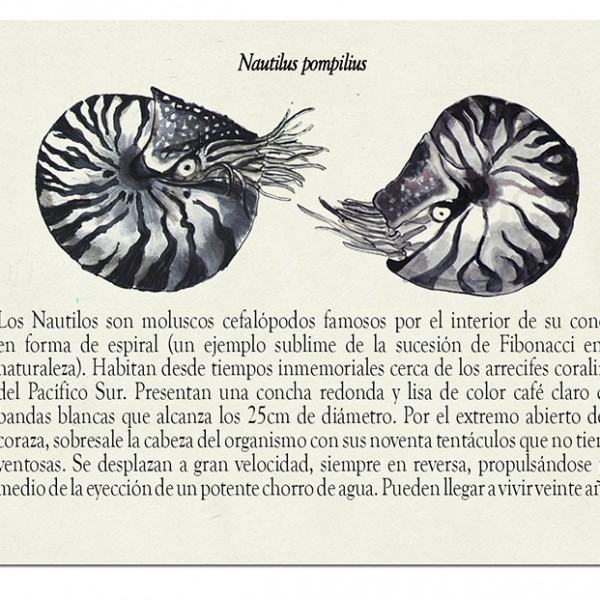 Nautilus pompilius
Los Nautilos son moluscos cefalópodos famosos por el interior de su conc
en forma de espiral (un ejemplo sublime de la sucesión de Fibonacci en
naturaleza). Habitan desde tiempos inmemoriales cerca de los arrecifes corali
del Pacífico Sur. Presentan una concha redonda y lisa de color café claro c
bandas blancas que alcanza los 25cm de diámetro. Por el extremo abierto de
coraza, sobresale la cabeza del organismo con sus noventa tentáculos que no tien
ventosas. Se desplazan a gran velocidad, siempre en reversa, propulsándose
medio de la eyección de un potente chorro de agua. Pueden llegar a vivir veinte añ